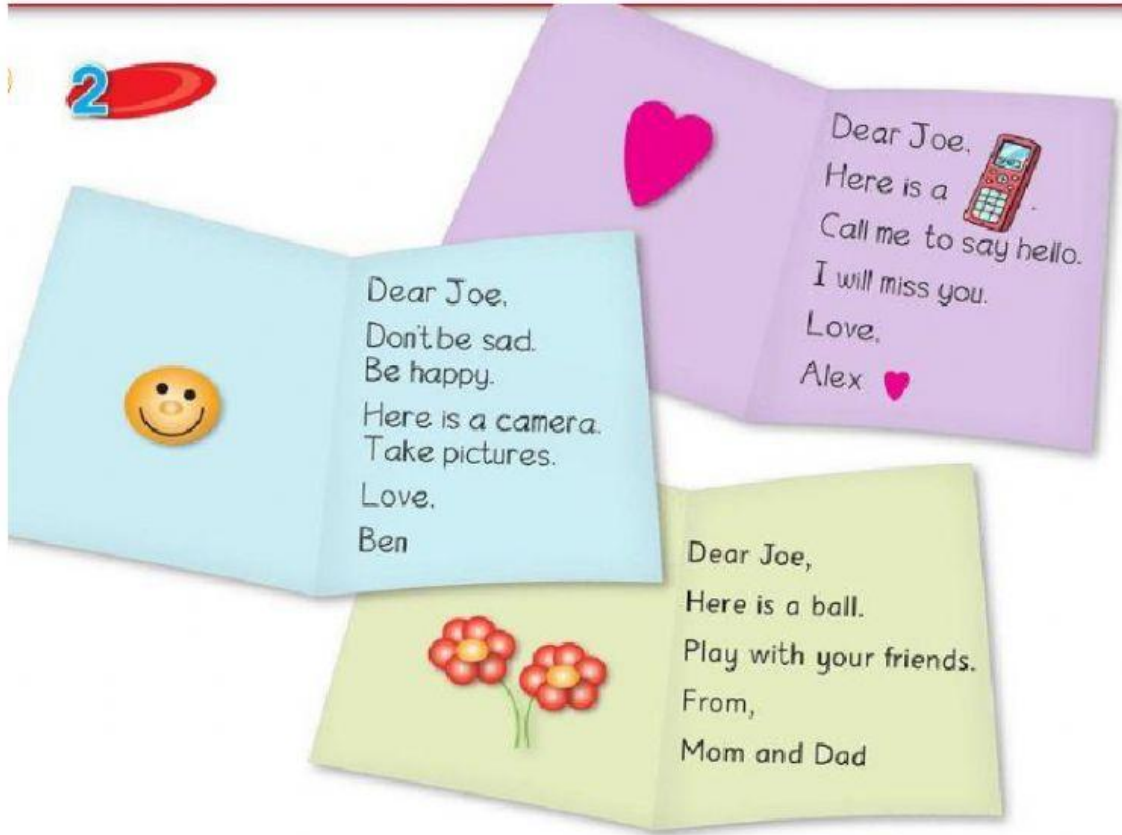 2
Dear Joe,
Don't be sad.
Be happy.
Here is a camera.
Take pictures.
Love,
Ben
Dear Joe,
Here is a .
Call me to say hello.
I will miss you.
Love,
Alex
Dear Joe,
Here is a ball.
Play with your friends.
From,
Mom and Dad